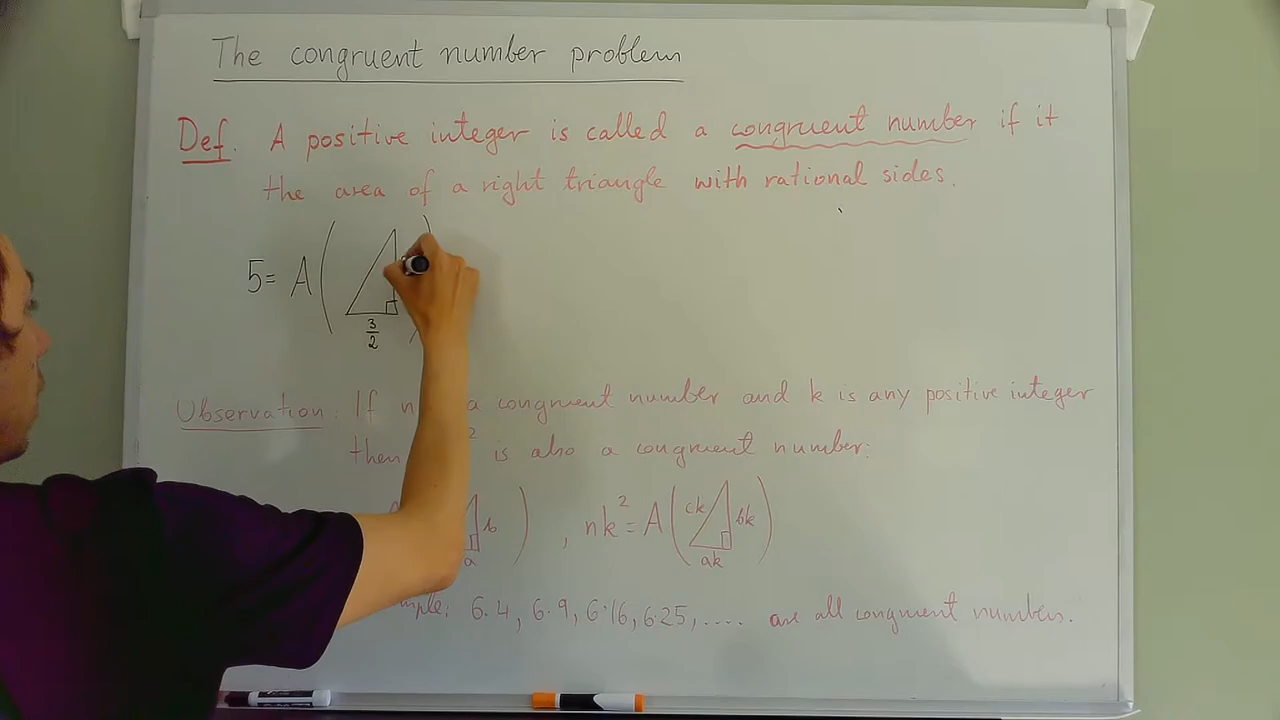 The congruent number problem
Def. A positive integer is called a congruent number if it
the area of a right triangle with rational sides.
5= A( 3/2 )
Observation: If n a congruent number and k is any positive integer
then 2 is also a congruent number:
b a ) , nk² = A( ck bk ak )
mple: 6·4, 6·9, 6·16, 6·25, .... are all congruent numbers.